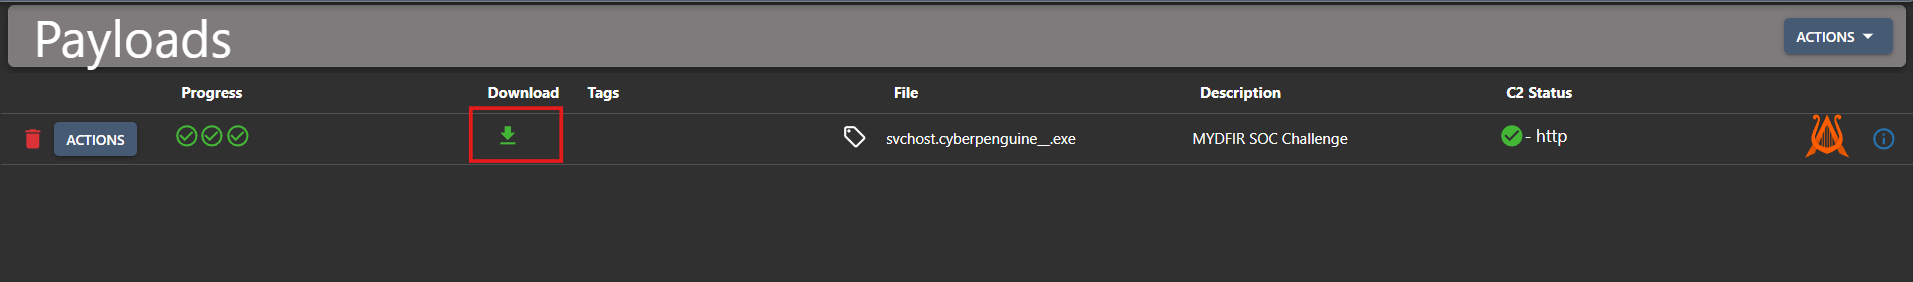 Payloads
ACTIONS
Progress Download Tags File Description C2 Status
ACTIONS svchost.cyberpenguine__.exe MYDFIR SOC Challenge - http